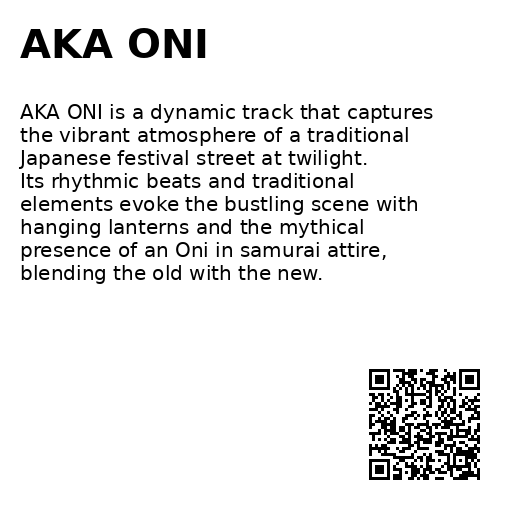 AKA ONI
AKA ONI is a dynamic track that captures
the vibrant atmosphere of a traditional
Japanese festival street at twilight.
Its rhythmic beats and traditional
elements evoke the bustling scene with
hanging lanterns and the mythical
presence of an Oni in samurai attire,
blending the old with the new.